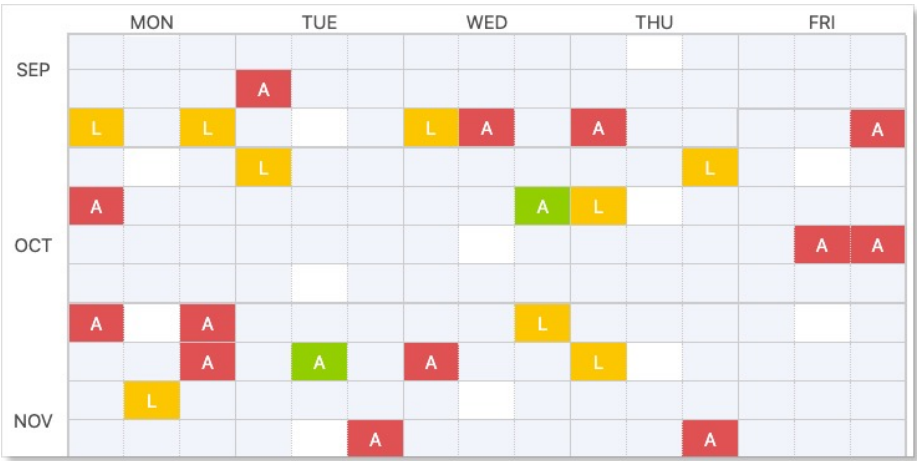 MON TUE WED THU FRI
SEP
A
L L L A A A
L L
A A L
OCT A A
A A L
A A A L
L
NOV
A A